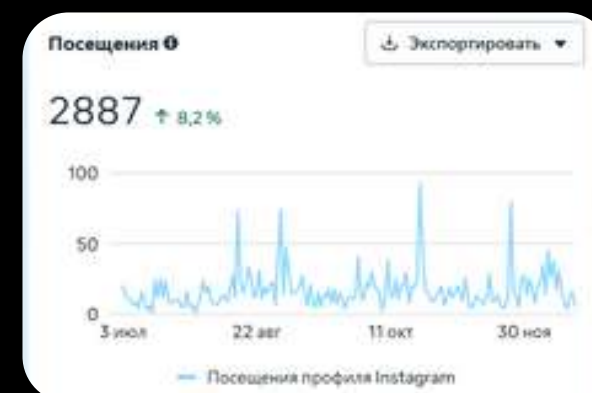 Посещения
Экспортировать
2887 ↑ 8,2 %
100
50
0
3 июл 22 авг 11 окт 30 ноя
Посещения профиля Instagram